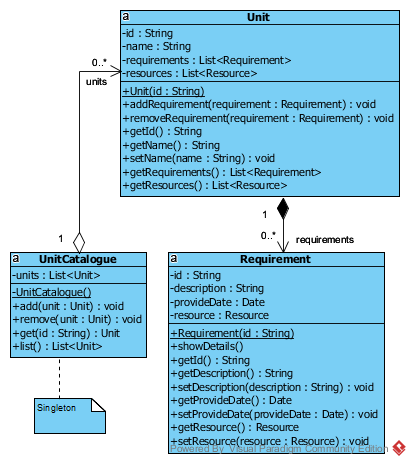 a
Unit
-id : String
-name : String
-requirements : List<Requirement>
-resources : List<Resource>
+Unit(id : String)
+addRequirement(requirement : Requirement) : void
+removeRequirement(requirement : Requirement) : void
+getId() : String
+getName() : String
+setName(name : String) : void
+getRequirements() : List<Requirement>
+getResources() : List<Resource>
0..*
units
1
1
0..*
requirements
a
UnitCatalogue
-units : List<Unit>
-UnitCatalogue()
+add(unit : Unit) : void
+remove(unit : Unit) : void
+get(id : String) : Unit
+list() : List<Unit>
Singleton
a
Requirement
-id : String
-description : String
-provideDate : Date
-resource : Resource
+Requirement(id : String)
+showDetails()
+getId() : String
+getDescription() : String
+setDescription(description : String) : void
+getProvideDate() : Date
+setProvideDate(provideDate : Date) : void
+getResource() : Resource
+setResource(resource : Resource) : void
Powered By Visual Paradigm Community Edition